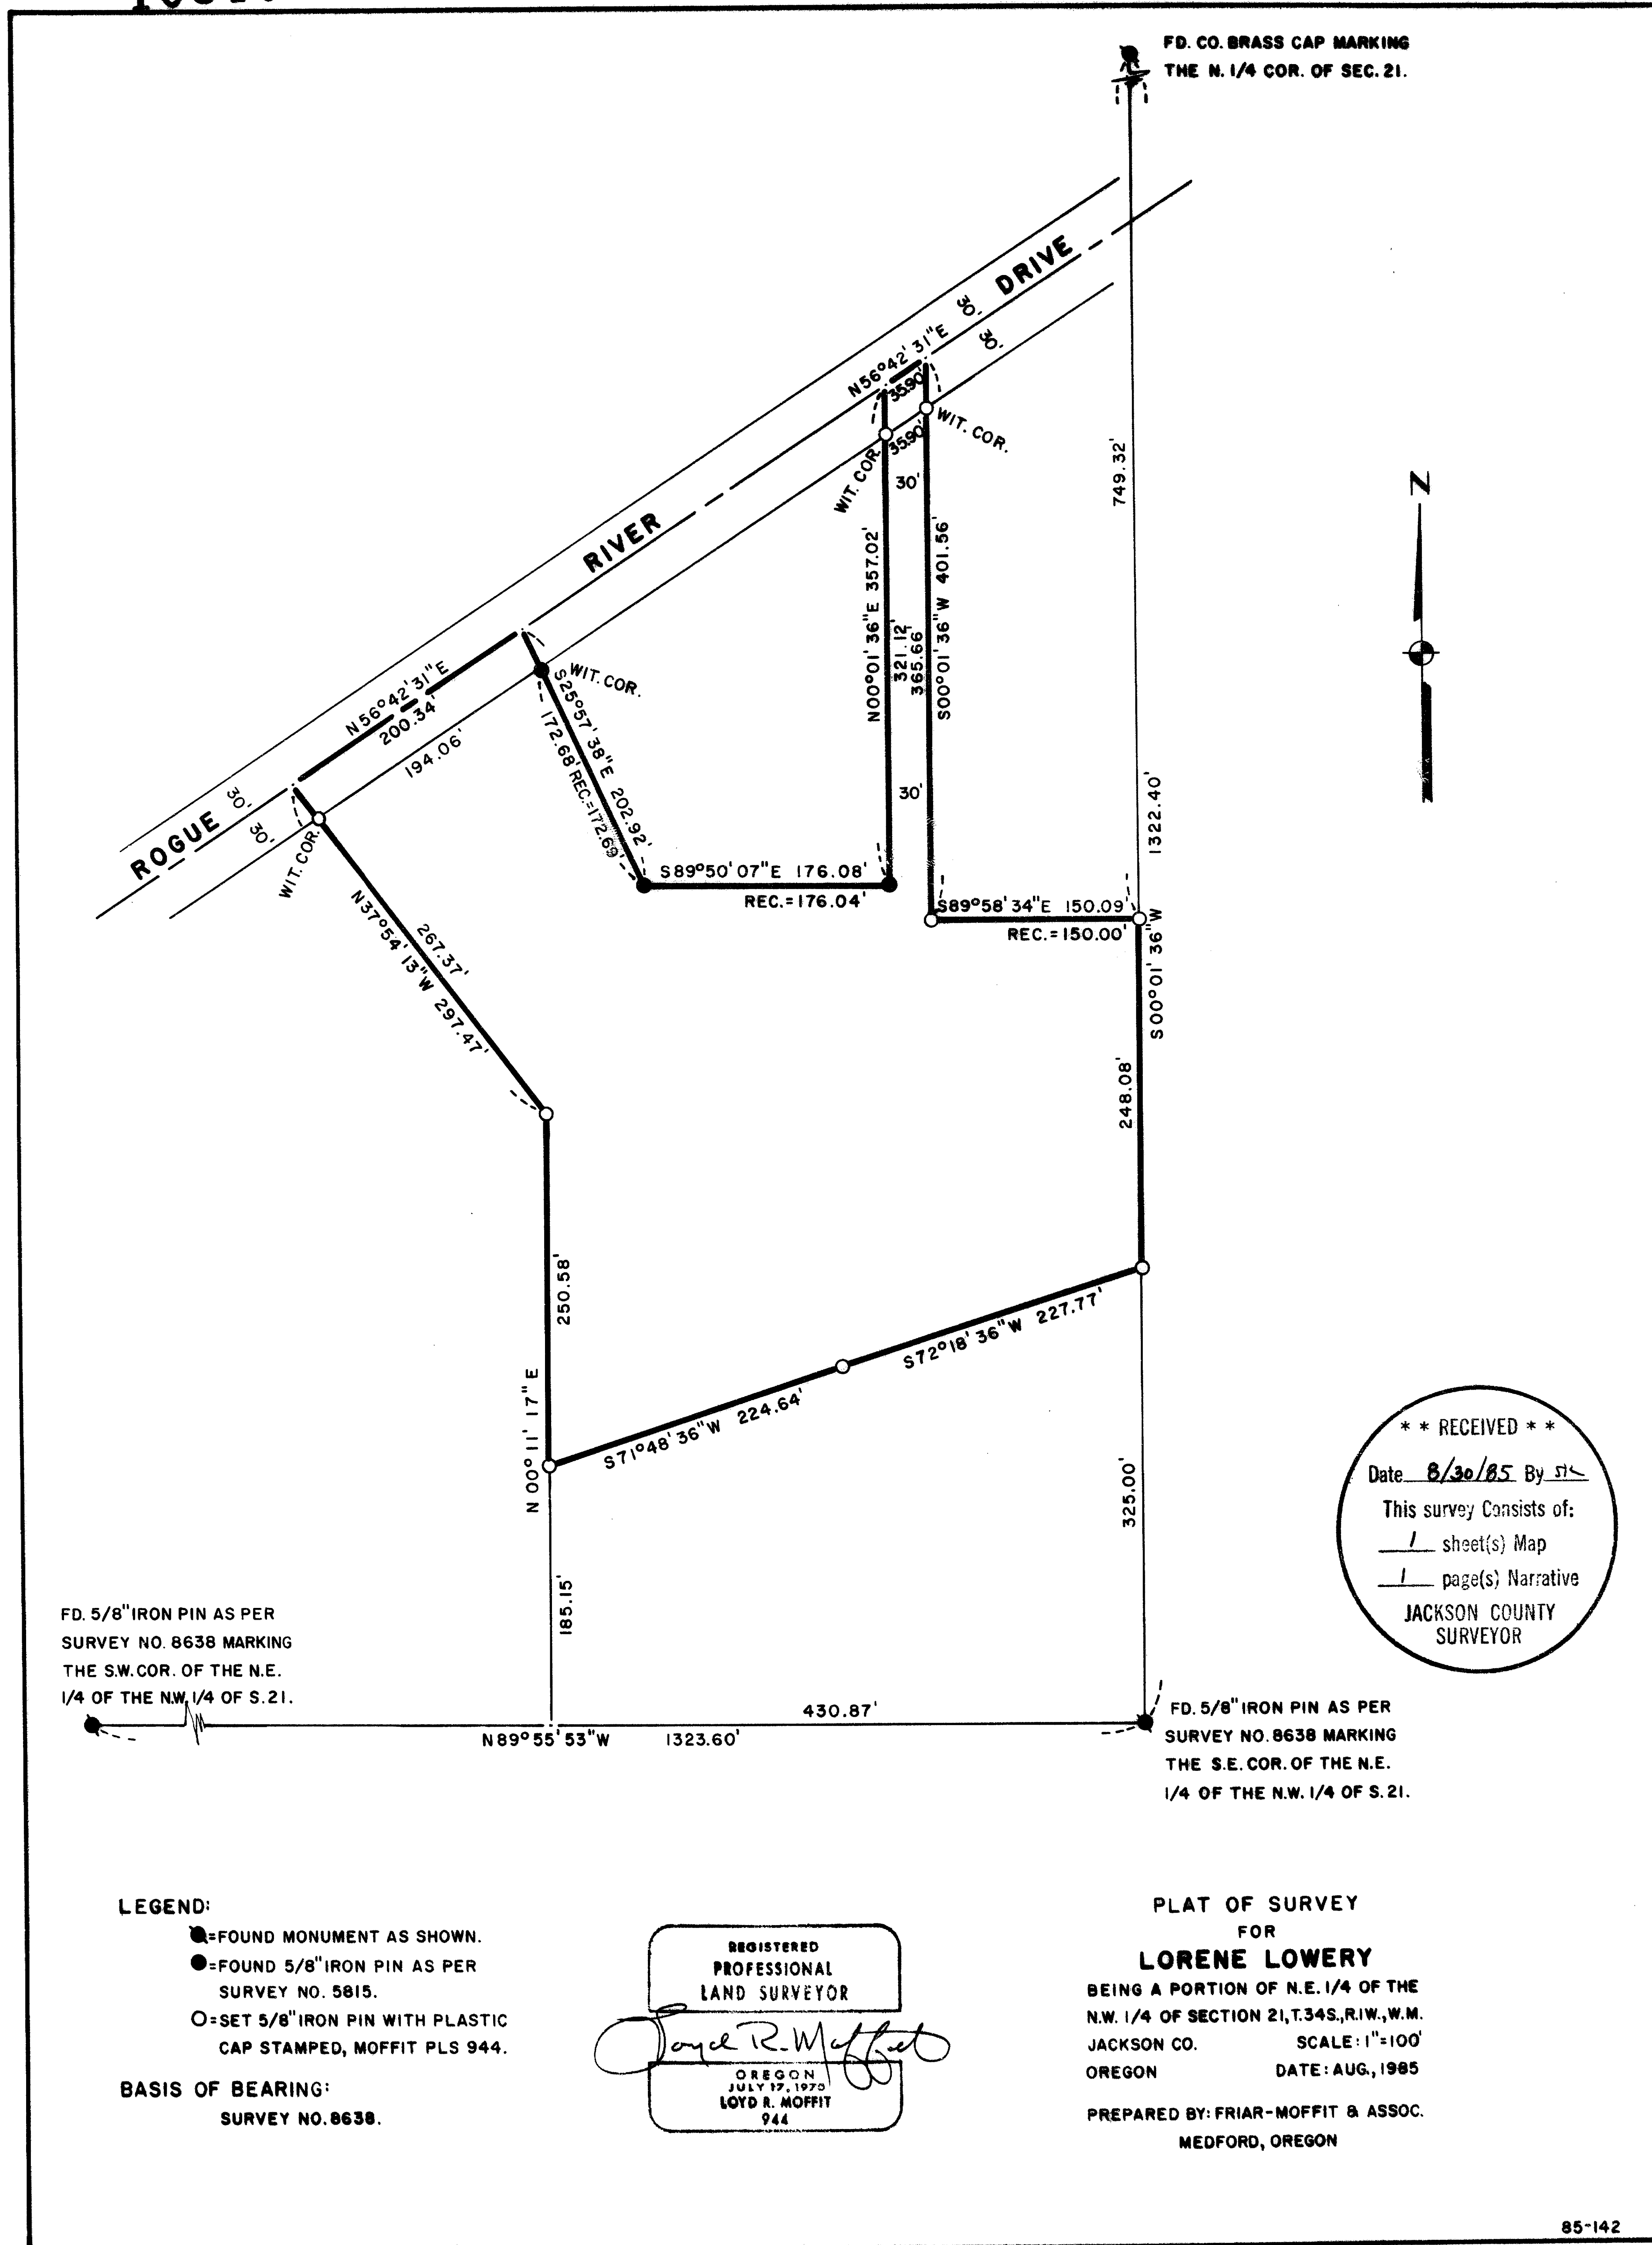 FD. CO. BRASS CAP MARKING
THE N. 1/4 COR. OF SEC. 21.
ROGUE
RIVER
DRIVE
30'
30'
30'
30'
N56°42'31"E
35.90'
35.90'
WIT. COR.
WIT. COR.
30'
30'
N00°01'36"E 357.02'
321.12'
365.66'
S00°01'36"W 401.56'
749.32'
1322.40'
S00°01'36"W
N
N56°42'31"E
200.34'
194.06'
WIT. COR.
S25°57'38"E 202.92'
172.68' REC.=172.69'
WIT. COR.
S89°50'07"E 176.08'
REC.=176.04'
S89°58'34"E 150.09'
REC.=150.00'
267.37'
N37°54'13"W 297.47'
248.08'
250.58'
N00°11'17"E
S72°18'36"W 227.77'
S71°48'36"W 224.64'
325.00'
185.15'
* * RECEIVED * *
Date 8/30/85 By
This survey Consists of:
1 sheet(s) Map
1 page(s) Narrative
JACKSON COUNTY
SURVEYOR
FD. 5/8" IRON PIN AS PER
SURVEY NO. 8638 MARKING
THE S.W. COR. OF THE N.E.
1/4 OF THE N.W. 1/4 OF S. 21.
430.87'
N89°55'53"W 1323.60'
FD. 5/8" IRON PIN AS PER
SURVEY NO. 8638 MARKING
THE S.E. COR. OF THE N.E.
1/4 OF THE N.W. 1/4 OF S. 21.
LEGEND:
=FOUND MONUMENT AS SHOWN.
=FOUND 5/8" IRON PIN AS PER
SURVEY NO. 5815.
=SET 5/8" IRON PIN WITH PLASTIC
CAP STAMPED, MOFFIT PLS 944.
BASIS OF BEARING:
SURVEY NO. 8638.
REGISTERED
PROFESSIONAL
LAND SURVEYOR
Loyd R. Moffit
OREGON
JULY 17, 1970
LOYD R. MOFFIT
944
PLAT OF SURVEY
FOR
LORENE LOWERY
BEING A PORTION OF N.E. 1/4 OF THE
N.W. 1/4 OF SECTION 21, T.34S., R.1W., W.M.
JACKSON CO. SCALE: 1"=100'
OREGON DATE: AUG., 1985
PREPARED BY: FRIAR-MOFFIT & ASSOC.
MEDFORD, OREGON
85-142